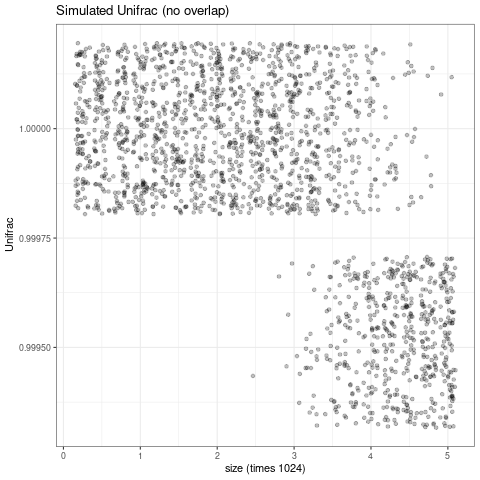 Simulated Unifrac (no overlap)
1.00000
0.99975
0.99950
Unifrac
0 1 2 3 4 5
size (times 1024)